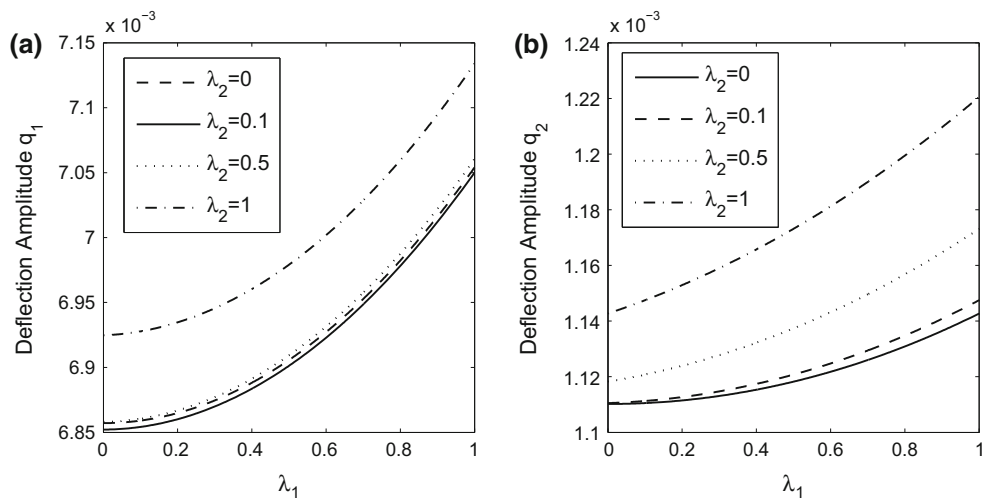 (a)
x 10⁻³
7.15
7.1
7.05
7
6.95
6.9
6.85
0 0.2 0.4 0.6 0.8 1
λ₁
Deflection Amplitude q₁
λ₂=0
λ₂=0.1
λ₂=0.5
λ₂=1
(b)
x 10⁻³
1.24
1.22
1.2
1.18
1.16
1.14
1.12
1.1
0 0.2 0.4 0.6 0.8 1
λ₁
Deflection Amplitude q₂
λ₂=0
λ₂=0.1
λ₂=0.5
λ₂=1